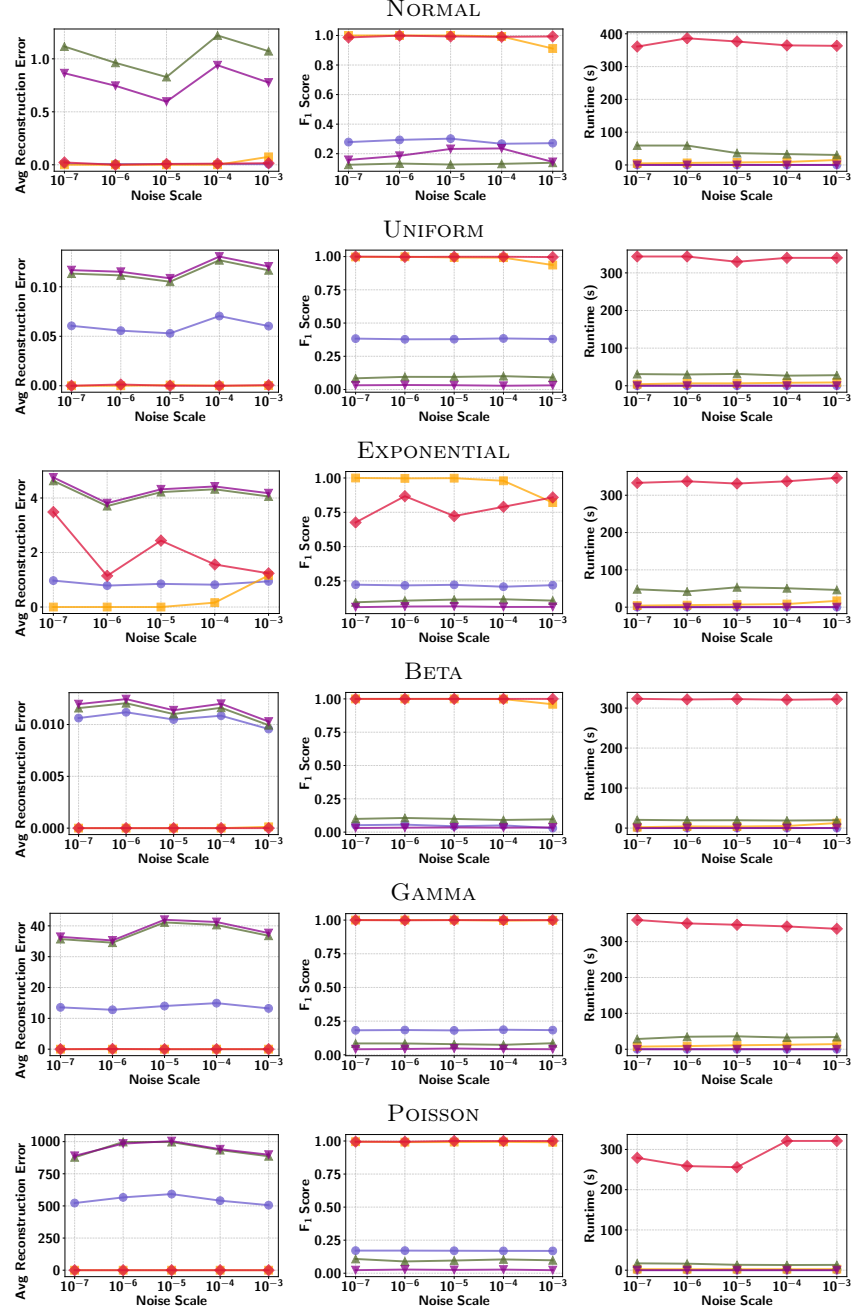 NORMAL
Avg Reconstruction Error
1.0
0.5
0.0
10⁻⁷ 10⁻⁶ 10⁻⁵ 10⁻⁴ 10⁻³
Noise Scale
F₁ Score
1.0
0.8
0.6
0.4
0.2
10⁻⁷ 10⁻⁶ 10⁻⁵ 10⁻⁴ 10⁻³
Noise Scale
Runtime (s)
400
300
200
100
0
10⁻⁷ 10⁻⁶ 10⁻⁵ 10⁻⁴ 10⁻³
Noise Scale
UNIFORM
Avg Reconstruction Error
0.10
0.05
0.00
10⁻⁷ 10⁻⁶ 10⁻⁵ 10⁻⁴ 10⁻³
Noise Scale
F₁ Score
1.00
0.75
0.50
0.25
0.00
10⁻⁷ 10⁻⁶ 10⁻⁵ 10⁻⁴ 10⁻³
Noise Scale
Runtime (s)
300
200
100
0
10⁻⁷ 10⁻⁶ 10⁻⁵ 10⁻⁴ 10⁻³
Noise Scale
EXPONENTIAL
Avg Reconstruction Error
4
2
0
10⁻⁷ 10⁻⁶ 10⁻⁵ 10⁻⁴ 10⁻³
Noise Scale
F₁ Score
1.00
0.75
0.50
0.25
10⁻⁷ 10⁻⁶ 10⁻⁵ 10⁻⁴ 10⁻³
Noise Scale
Runtime (s)
300
200
100
0
10⁻⁷ 10⁻⁶ 10⁻⁵ 10⁻⁴ 10⁻³
Noise Scale
BETA
Avg Reconstruction Error
0.010
0.005
0.000
10⁻⁷ 10⁻⁶ 10⁻⁵ 10⁻⁴ 10⁻³
Noise Scale
F₁ Score
1.00
0.75
0.50
0.25
0.00
10⁻⁷ 10⁻⁶ 10⁻⁵ 10⁻⁴ 10⁻³
Noise Scale
Runtime (s)
300
200
100
0
10⁻⁷ 10⁻⁶ 10⁻⁵ 10⁻⁴ 10⁻³
Noise Scale
GAMMA
Avg Reconstruction Error
40
30
20
10
0
10⁻⁷ 10⁻⁶ 10⁻⁵ 10⁻⁴ 10⁻³
Noise Scale
F₁ Score
1.00
0.75
0.50
0.25
0.00
10⁻⁷ 10⁻⁶ 10⁻⁵ 10⁻⁴ 10⁻³
Noise Scale
Runtime (s)
300
200
100
0
10⁻⁷ 10⁻⁶ 10⁻⁵ 10⁻⁴ 10⁻³
Noise Scale
POISSON
Avg Reconstruction Error
1000
750
500
250
0
10⁻⁷ 10⁻⁶ 10⁻⁵ 10⁻⁴ 10⁻³
Noise Scale
F₁ Score
1.00
0.75
0.50
0.25
0.00
10⁻⁷ 10⁻⁶ 10⁻⁵ 10⁻⁴ 10⁻³
Noise Scale
Runtime (s)
300
200
100
0
10⁻⁷ 10⁻⁶ 10⁻⁵ 10⁻⁴ 10⁻³
Noise Scale